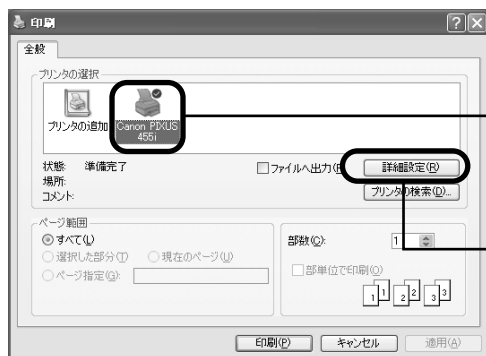 印刷
全般
プリンタの選択
プリンタの追加
Canon PIXUS
455i
状態: 準備完了
場所:
コメント:
ファイルへ出力(F)
詳細設定(R)
プリンタの検索(D)...
ページ範囲
すべて(L)
選択した部分(T) 現在のページ(U)
ページ指定(G):
部数(C): 1
部単位で印刷(O)
1 1 2 2 3 3
印刷(P) キャンセル 適用(A)